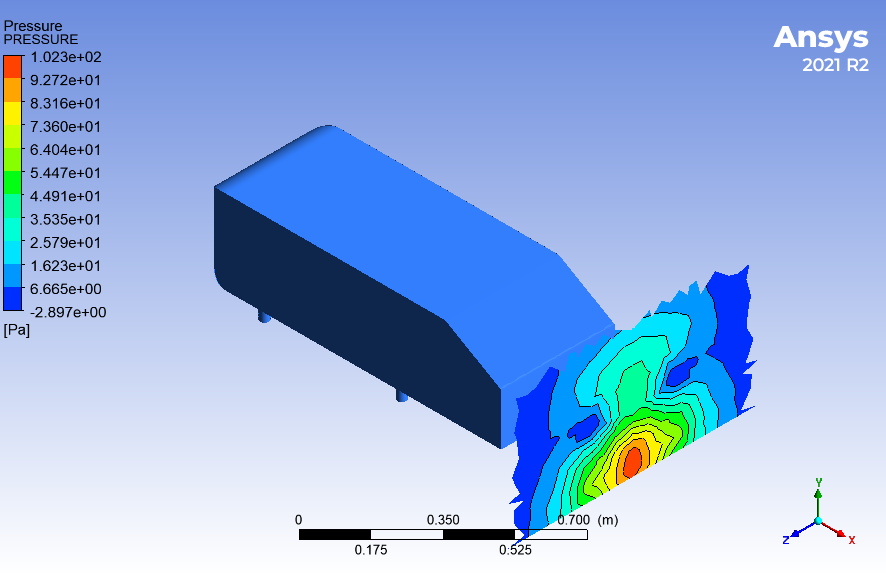 Pressure
PRESSURE
1.023e+02
9.272e+01
8.316e+01
7.360e+01
6.404e+01
5.447e+01
4.491e+01
3.535e+01
2.579e+01
1.623e+01
6.665e+00
-2.897e+00
[Pa]
Ansys
2021 R2
0 0.350 0.700 (m)
0.175 0.525
Y
Z X